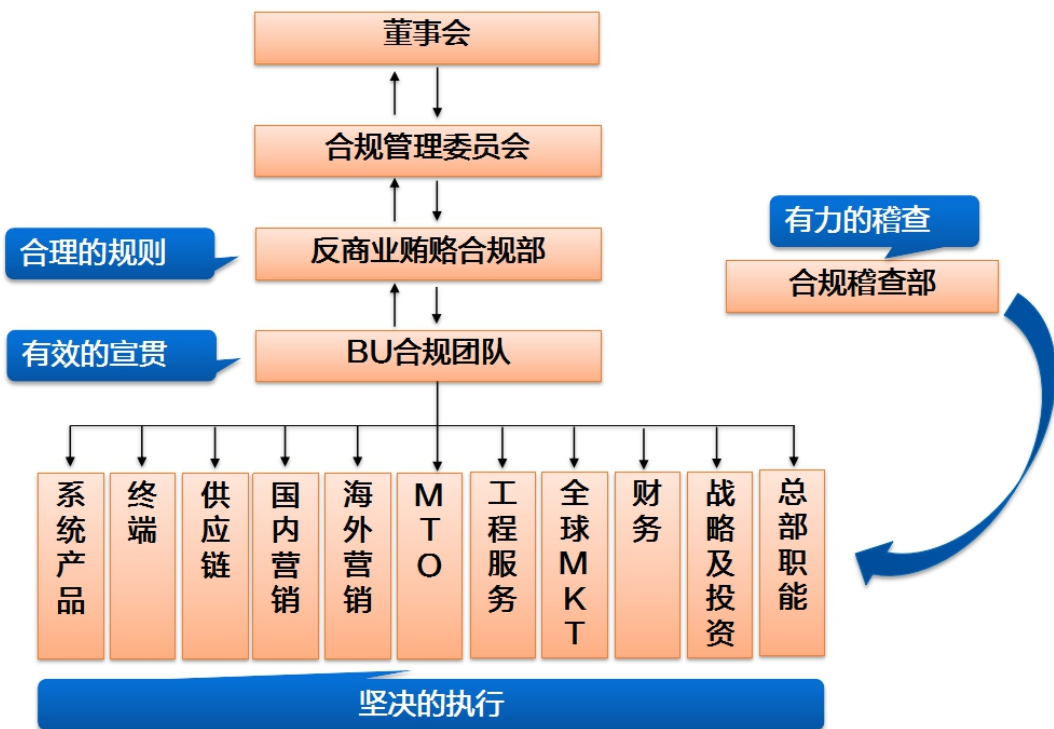 董事会
合规管理委员会
有力的稽查
合理的规则
反商业贿赂合规部
合规稽查部
有效的宣贯
BU合规团队
系统产品
终端
供应链
国内营销
海外营销
MTO
工程服务
全球MKT
财务
战略及投资
总部职能
坚决的执行